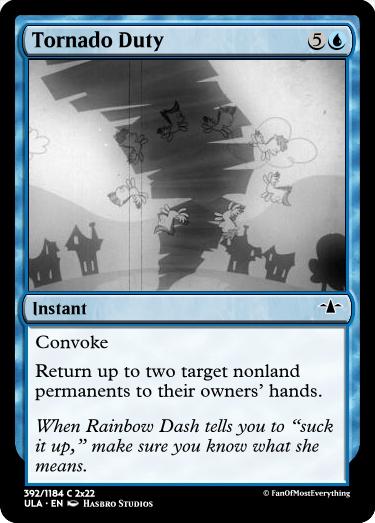 Tornado Duty 5
Instant
Convoke
Return up to two target nonland
permanents to their owners' hands.
When Rainbow Dash tells you to “suck
it up,” make sure you know what she
means.
392/1184 C 2x22
ULA • EN Hasbro Studios © FanOfMostEverything